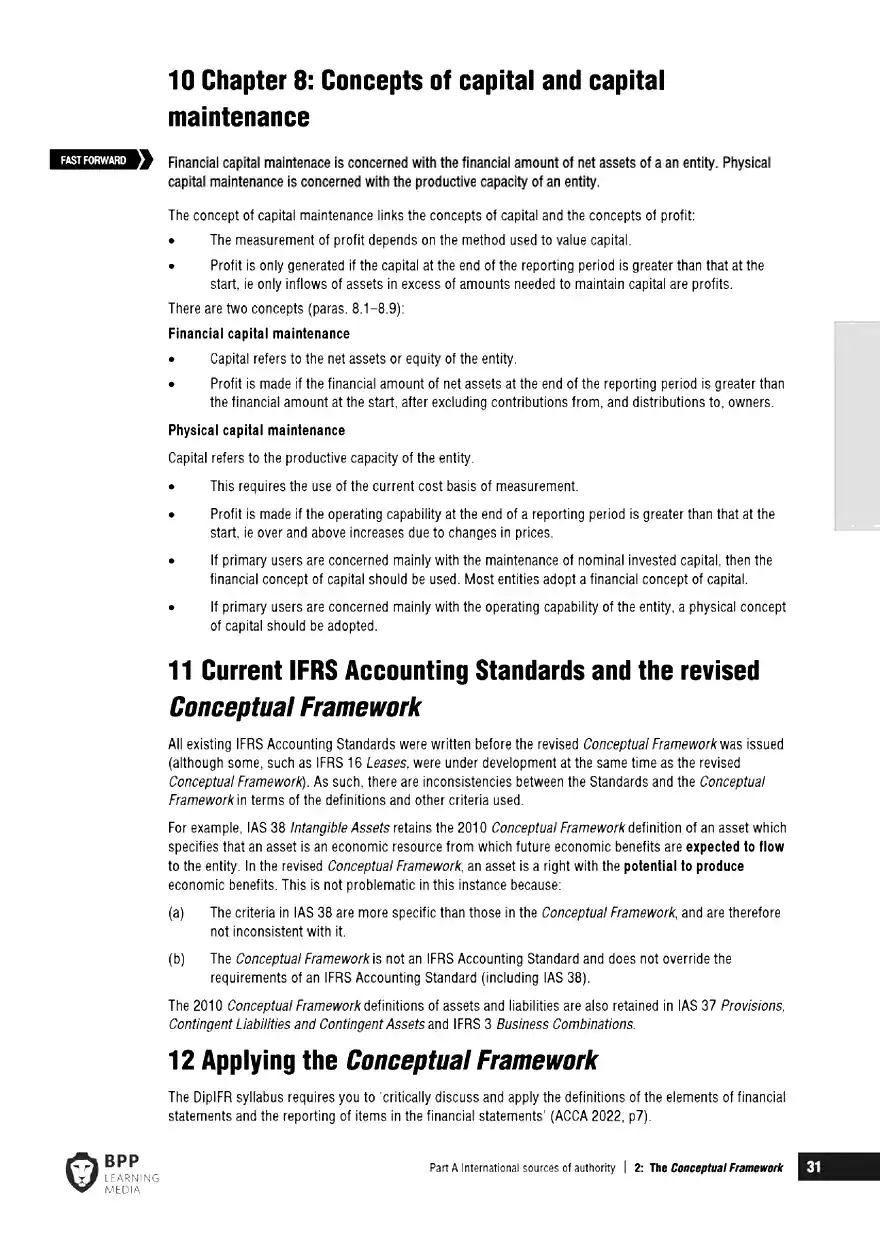 10 Chapter 8: Concepts of capital and capital
maintenance
FAST FORWARD
Financial capital maintenace is concerned with the financial amount of net assets of a an entity. Physical
capital maintenance is concerned with the productive capacity of an entity.
The concept of capital maintenance links the concepts of capital and the concepts of profit:
• The measurement of profit depends on the method used to value capital.
• Profit is only generated if the capital at the end of the reporting period is greater than that at the
start, ie only inflows of assets in excess of amounts needed to maintain capital are profits.
There are two concepts (paras. 8.1–8.9):
Financial capital maintenance
• Capital refers to the net assets or equity of the entity.
• Profit is made if the financial amount of net assets at the end of the reporting period is greater than
the financial amount at the start, after excluding contributions from, and distributions to, owners.
Physical capital maintenance
Capital refers to the productive capacity of the entity.
• This requires the use of the current cost basis of measurement.
• Profit is made if the operating capability at the end of a reporting period is greater than that at the
start, ie over and above increases due to changes in prices.
• If primary users are concerned mainly with the maintenance of nominal invested capital, then the
financial concept of capital should be used. Most entities adopt a financial concept of capital.
• If primary users are concerned mainly with the operating capability of the entity, a physical concept
of capital should be adopted.
11 Current IFRS Accounting Standards and the revised
Conceptual Framework
All existing IFRS Accounting Standards were written before the revised Conceptual Framework was issued
(although some, such as IFRS 16 Leases, were under development at the same time as the revised
Conceptual Framework). As such, there are inconsistencies between the Standards and the Conceptual
Framework in terms of the definitions and other criteria used.
For example, IAS 38 Intangible Assets retains the 2010 Conceptual Framework definition of an asset which
specifies that an asset is an economic resource from which future economic benefits are expected to flow
to the entity. In the revised Conceptual Framework, an asset is a right with the potential to produce
economic benefits. This is not problematic in this instance because:
(a) The criteria in IAS 38 are more specific than those in the Conceptual Framework, and are therefore
not inconsistent with it.
(b) The Conceptual Framework is not an IFRS Accounting Standard and does not override the
requirements of an IFRS Accounting Standard (including IAS 38).
The 2010 Conceptual Framework definitions of assets and liabilities are also retained in IAS 37 Provisions,
Contingent Liabilities and Contingent Assets and IFRS 3 Business Combinations.
12 Applying the Conceptual Framework
The DipIFR syllabus requires you to 'critically discuss and apply the definitions of the elements of financial
statements and the reporting of items in the financial statements' (ACCA 2022, p7).
BPP
LEARNING
MEDIA
Part A International sources of authority | 2: The Conceptual Framework 31